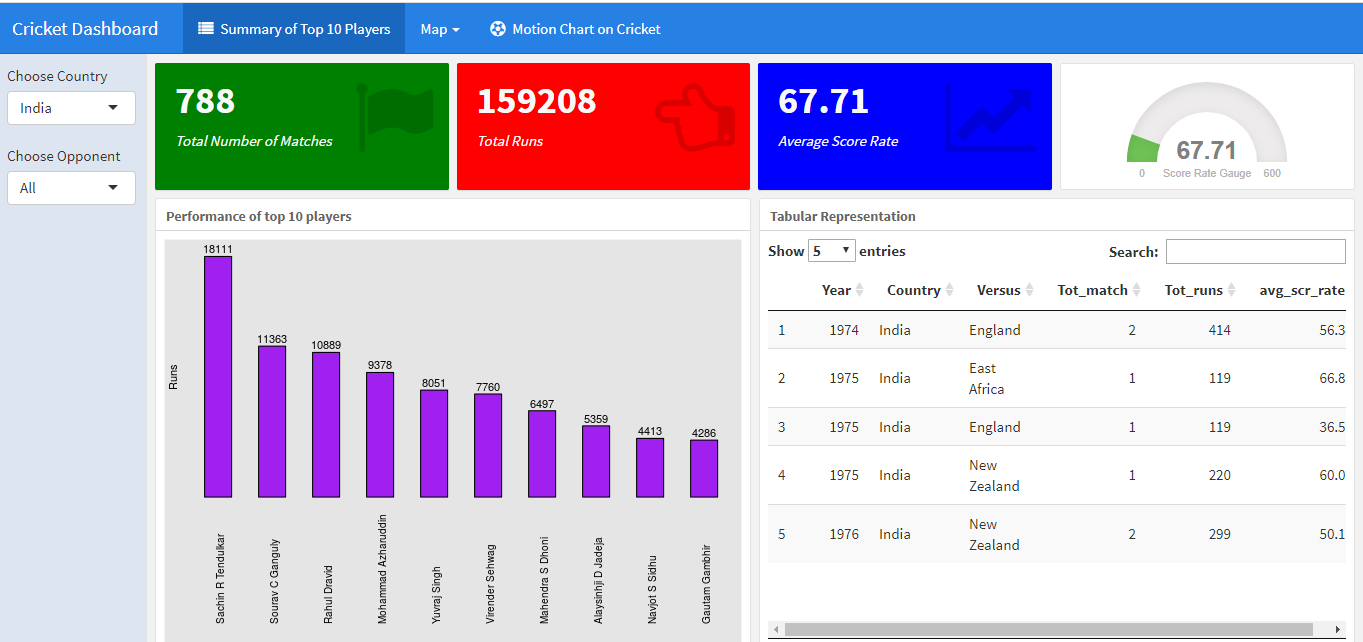 Cricket Dashboard
Summary of Top 10 Players
Map
Motion Chart on Cricket
Choose Country
India
Choose Opponent
All
788
Total Number of Matches
159208
Total Runs
67.71
Average Score Rate
67.71
0 Score Rate Gauge 600
Performance of top 10 players
Runs
18111
11363
10889
9378
8051
7760
6497
5359
4413
4286
Sachin R Tendulkar
Sourav C Ganguly
Rahul Dravid
Mohammad Azharuddin
Yuvraj Singh
Virender Sehwag
Mahendra S Dhoni
Alaysinhji D Jadeja
Navjot S Sidhu
Gautam Gambhir
Tabular Representation
Show 5 entries
Search:
Year Country Versus Tot_match Tot_runs avg_scr_rate
1 1974 India England 2 414 56.3
2 1975 India East Africa 1 119 66.8
3 1975 India England 1 119 36.5
4 1975 India New Zealand 1 220 60.0
5 1976 India New Zealand 2 299 50.1